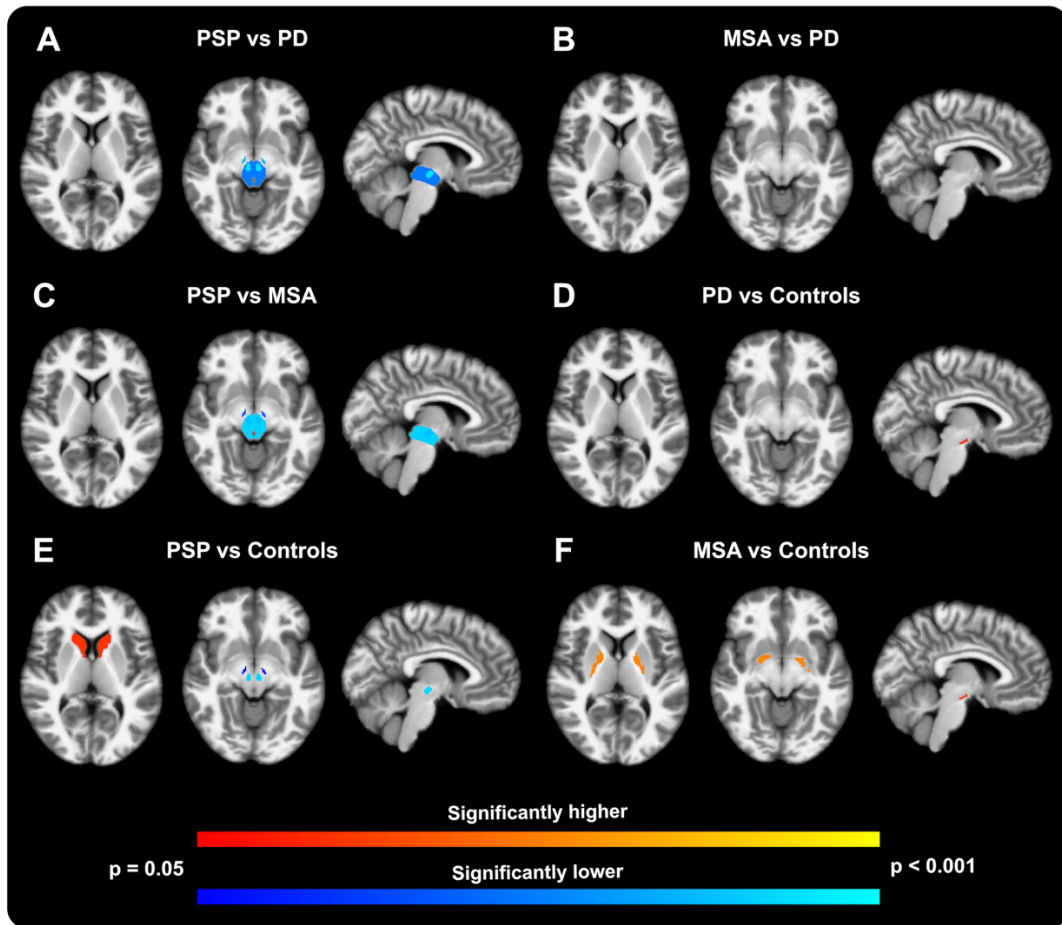 A PSP vs PD
B MSA vs PD
C PSP vs MSA
D PD vs Controls
E PSP vs Controls
F MSA vs Controls
Significantly higher
p = 0.05
p < 0.001
Significantly lower